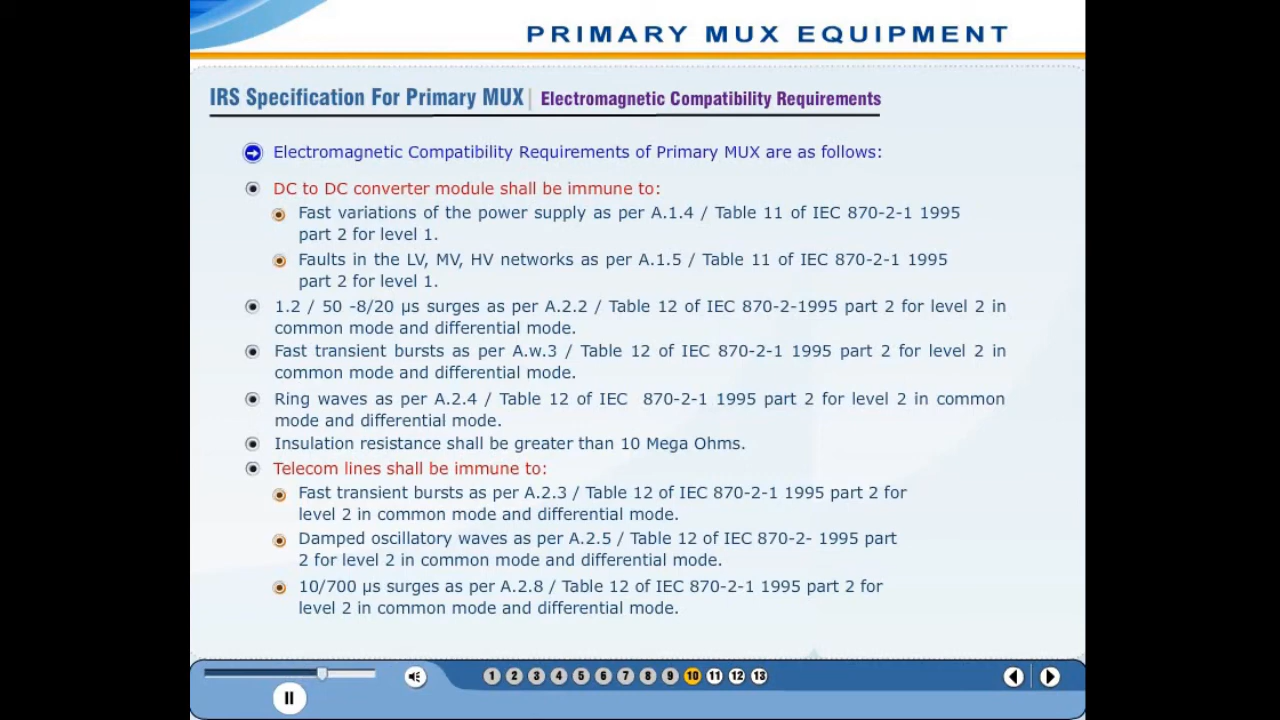 PRIMARY MUX EQUIPMENT
IRS Specification For Primary MUX | Electromagnetic Compatibility Requirements
Electromagnetic Compatibility Requirements of Primary MUX are as follows:
DC to DC converter module shall be immune to:
Fast variations of the power supply as per A.1.4 / Table 11 of IEC 870-2-1 1995
part 2 for level 1.
Faults in the LV, MV, HV networks as per A.1.5 / Table 11 of IEC 870-2-1 1995
part 2 for level 1.
1.2 / 50 -8/20 µs surges as per A.2.2 / Table 12 of IEC 870-2-1995 part 2 for level 2 in
common mode and differential mode.
Fast transient bursts as per A.w.3 / Table 12 of IEC 870-2-1 1995 part 2 for level 2 in
common mode and differential mode.
Ring waves as per A.2.4 / Table 12 of IEC 870-2-1 1995 part 2 for level 2 in common
mode and differential mode.
Insulation resistance shall be greater than 10 Mega Ohms.
Telecom lines shall be immune to:
Fast transient bursts as per A.2.3 / Table 12 of IEC 870-2-1 1995 part 2 for
level 2 in common mode and differential mode.
Damped oscillatory waves as per A.2.5 / Table 12 of IEC 870-2- 1995 part
2 for level 2 in common mode and differential mode.
10/700 µs surges as per A.2.8 / Table 12 of IEC 870-2-1 1995 part 2 for
level 2 in common mode and differential mode.
1 2 3 4 5 6 7 8 9 10 11 12 13